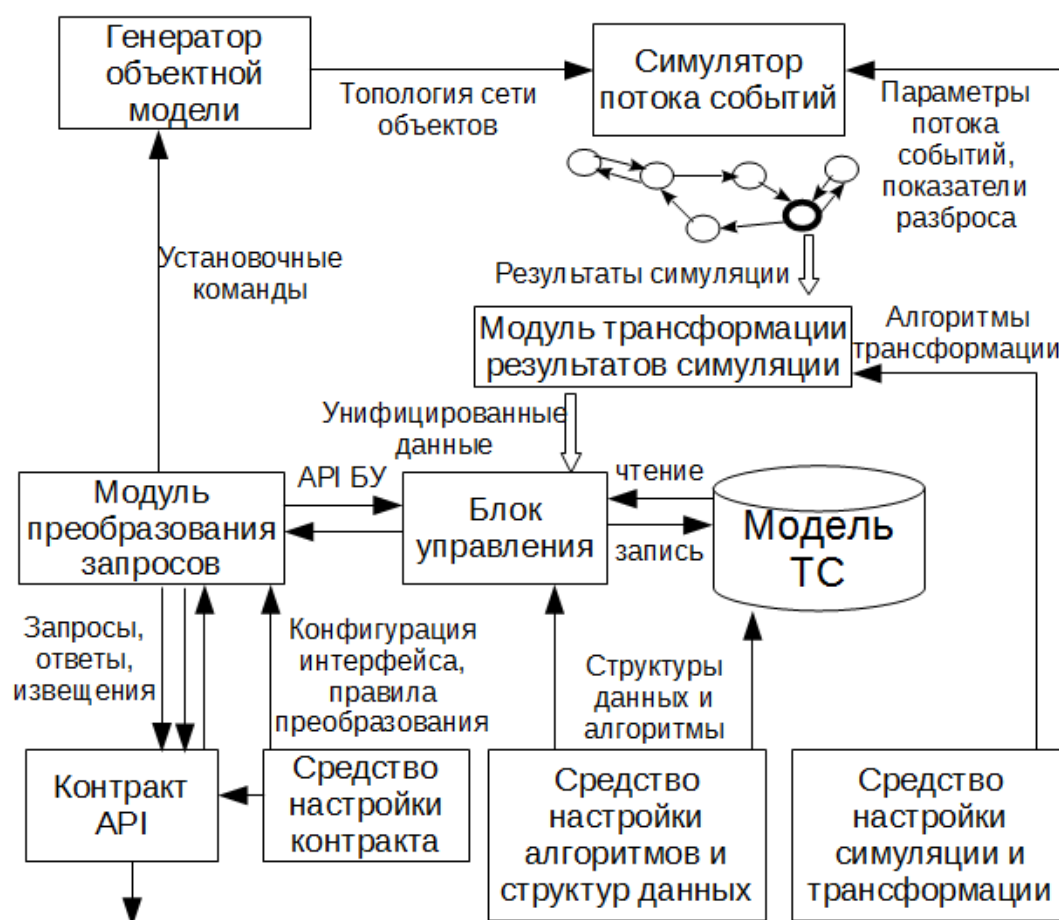 Генератор
объектной
модели
Топология сети
объектов
Симулятор
потока событий
Параметры
потока
событий,
показатели
разброса
Установочные
команды
Результаты симуляции
Модуль трансформации
результатов симуляции
Алгоритмы
трансформации
Унифицированные
данные
Модуль
преобразования
запросов
API БУ
Блок
управления
чтение
запись
Модель
ТС
Запросы,
ответы,
извещения
Конфигурация
интерфейса,
правила
преобразования
Структуры
данных и
алгоритмы
Контракт
API
Средство
настройки
контракта
Средство
настройки
алгоритмов и
структур данных
Средство
настройки
симуляции и
трансформации